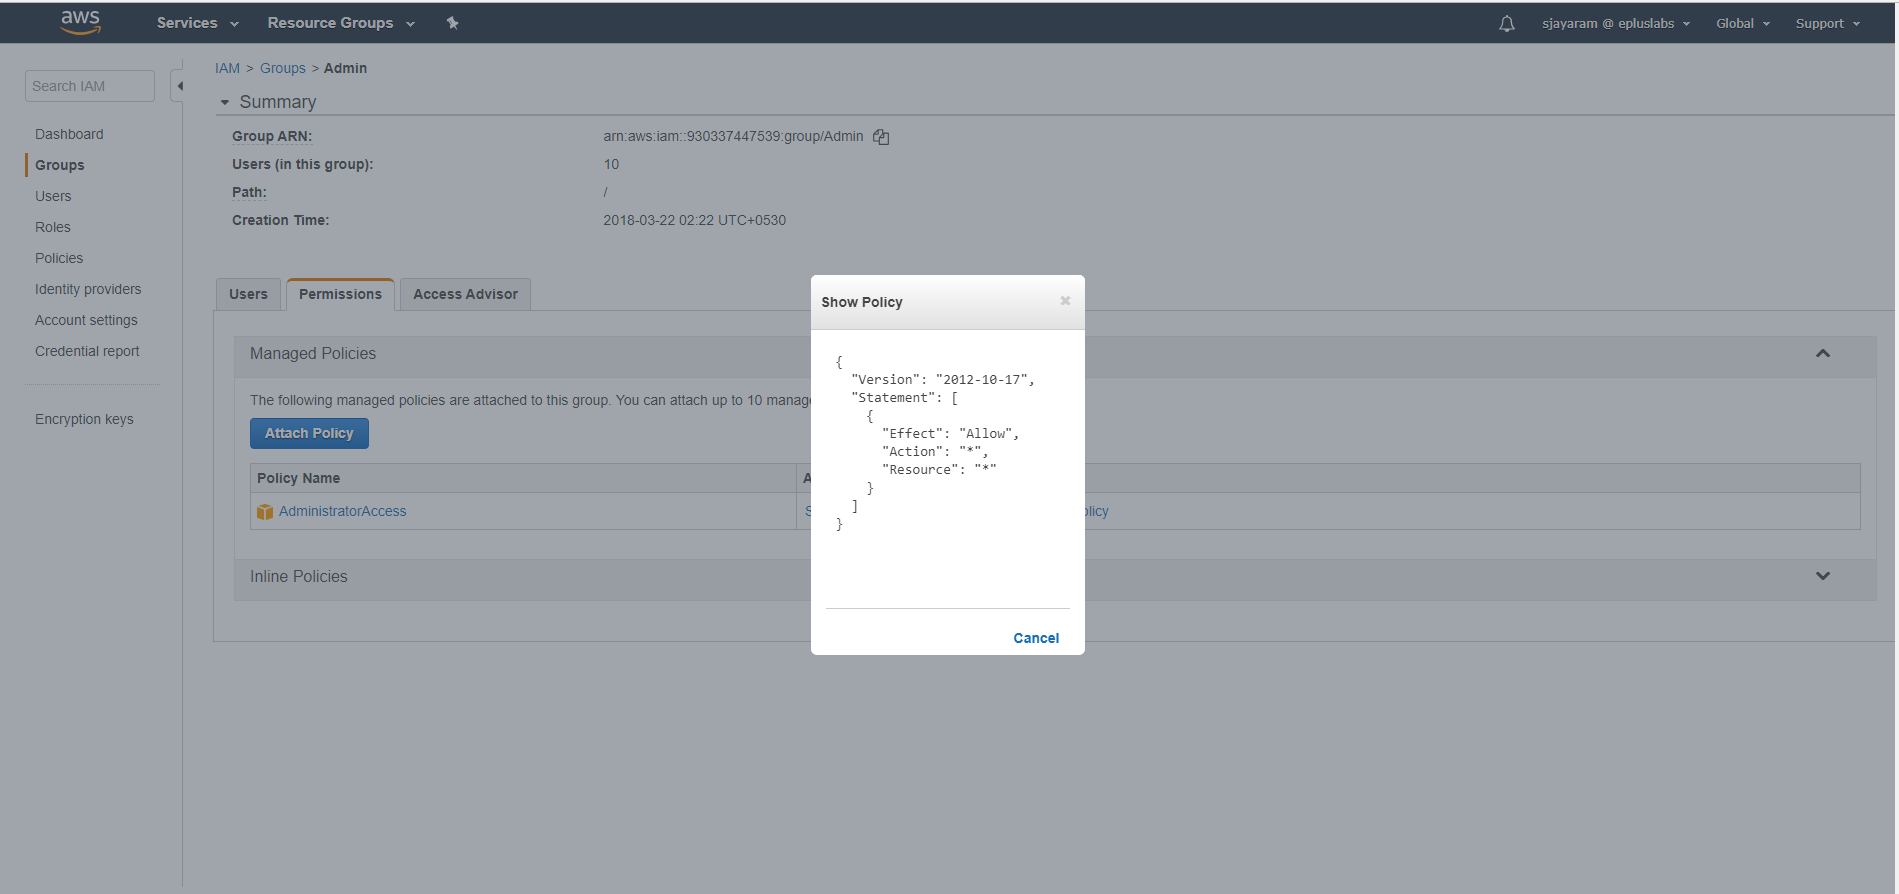 aws Services Resource Groups sjayaram @ epluslabs Global Support
Search IAM
Dashboard
Groups
Users
Roles
Policies
Identity providers
Account settings
Credential report
Encryption keys
IAM > Groups > Admin
Summary
Group ARN: arn:aws:iam::930337447539:group/Admin
Users (in this group): 10
Path: /
Creation Time: 2018-03-22 02:22 UTC+0530
Users Permissions Access Advisor
Managed Policies
The following managed policies are attached to this group. You can attach up to 10
Attach Policy
Policy Name
AdministratorAccess
Inline Policies
Show Policy
{
"Version": "2012-10-17",
"Statement": [
{
"Effect": "Allow",
"Action": "*",
"Resource": "*"
}
]
}
Cancel